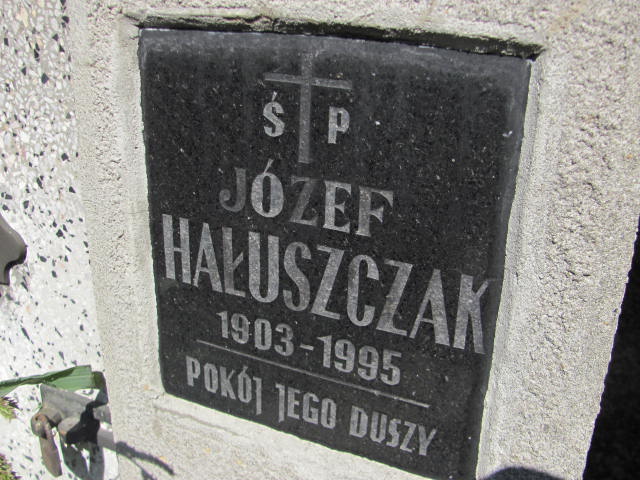 Ś P
JÓZEF
HAŁUSZCZAK
1903-1995
POKÓJ JEGO DUSZY